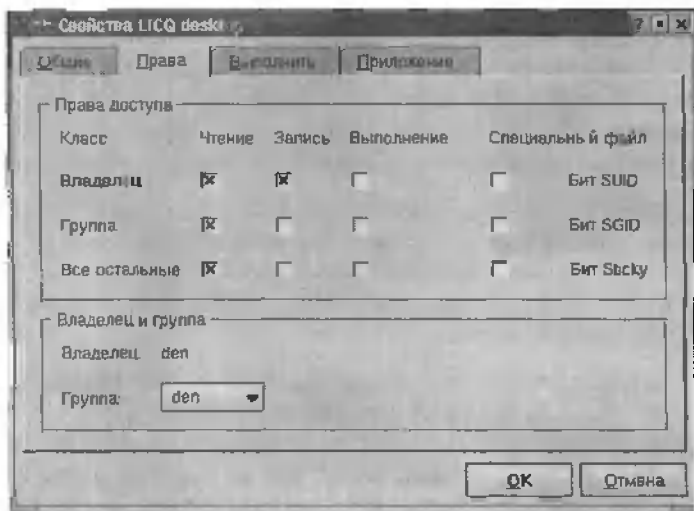 Свойства LICQ desktop
Общие Права Выполнить Приложение
Права доступа
Класс Чтение Запись Выполнение Специальный файл
Владелец Бит SUID
Группа Бит SGID
Все остальные Бит Sticky
Владелец и группа
Владелец: den
Группа: den
OK Отмена